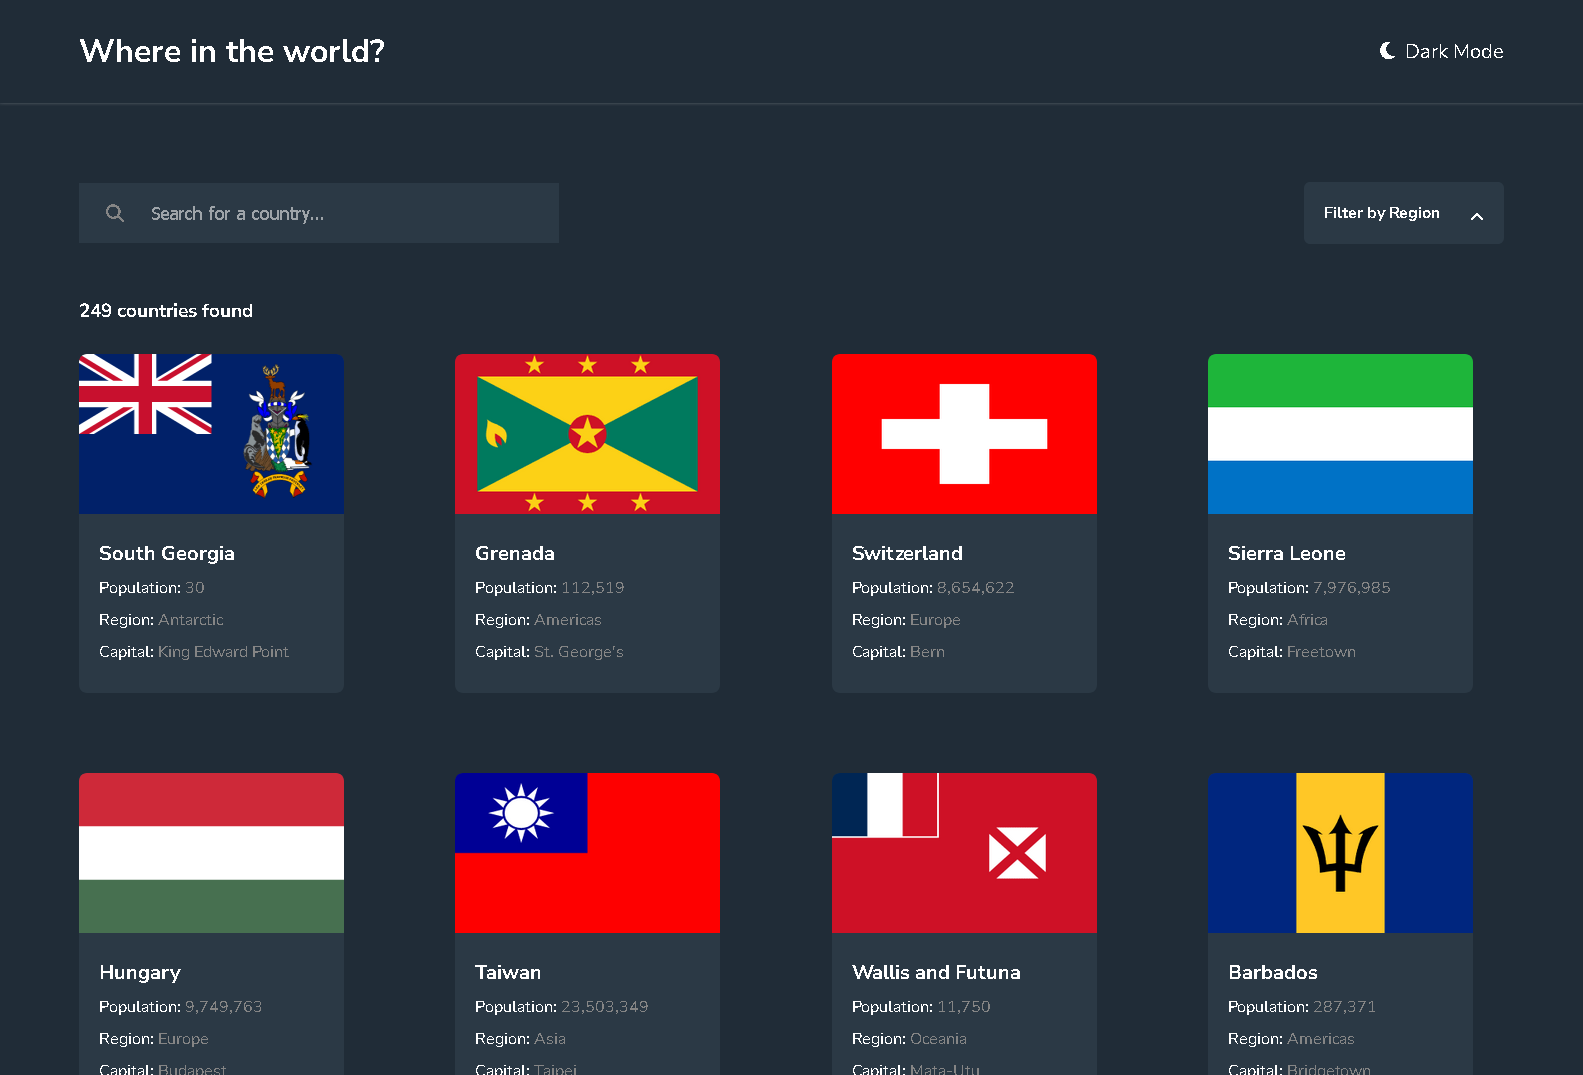 Where in the world?
Dark Mode
Search for a country...
Filter by Region
249 countries found
South Georgia
Population: 30
Region: Antarctic
Capital: King Edward Point
Grenada
Population: 112,519
Region: Americas
Capital: St. George's
Switzerland
Population: 8,654,622
Region: Europe
Capital: Bern
Sierra Leone
Population: 7,976,985
Region: Africa
Capital: Freetown
Hungary
Population: 9,749,763
Region: Europe
Capital: Budapest
Taiwan
Population: 23,503,349
Region: Asia
Capital: Taipei
Wallis and Futuna
Population: 11,750
Region: Oceania
Capital: Mata-Utu
Barbados
Population: 287,371
Region: Americas
Capital: Bridgetown